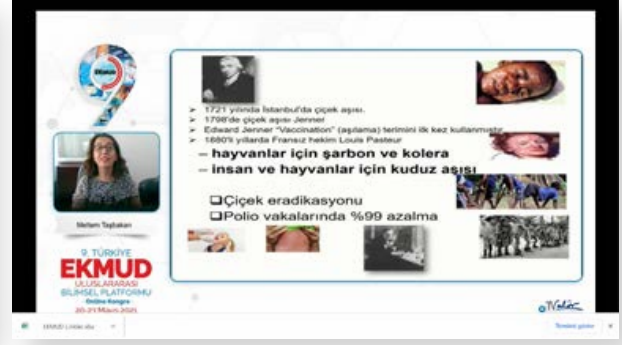 9
Meltem Taşbakan
9. TÜRKİYE
EKMUD
ULUSLARARASI
BİLİMSEL PLATFORMU
Online Kongre
20-23 Mayıs 2021
➢ 1721 yılında İstanbul'da çiçek aşısı.
➢ 1798'de çiçek aşısı Jenner
➢ Edward Jenner "Vaccination" (aşılama) terimini ilk kez kullanmıştır.
➢ 1880'li yıllarda Fransız hekim Louis Pasteur
– hayvanlar için şarbon ve kolera
– insan ve hayvanlar için kuduz aşısı
❑Çiçek eradikasyonu
❑Polio vakalarında %99 azalma
Tümünü göster